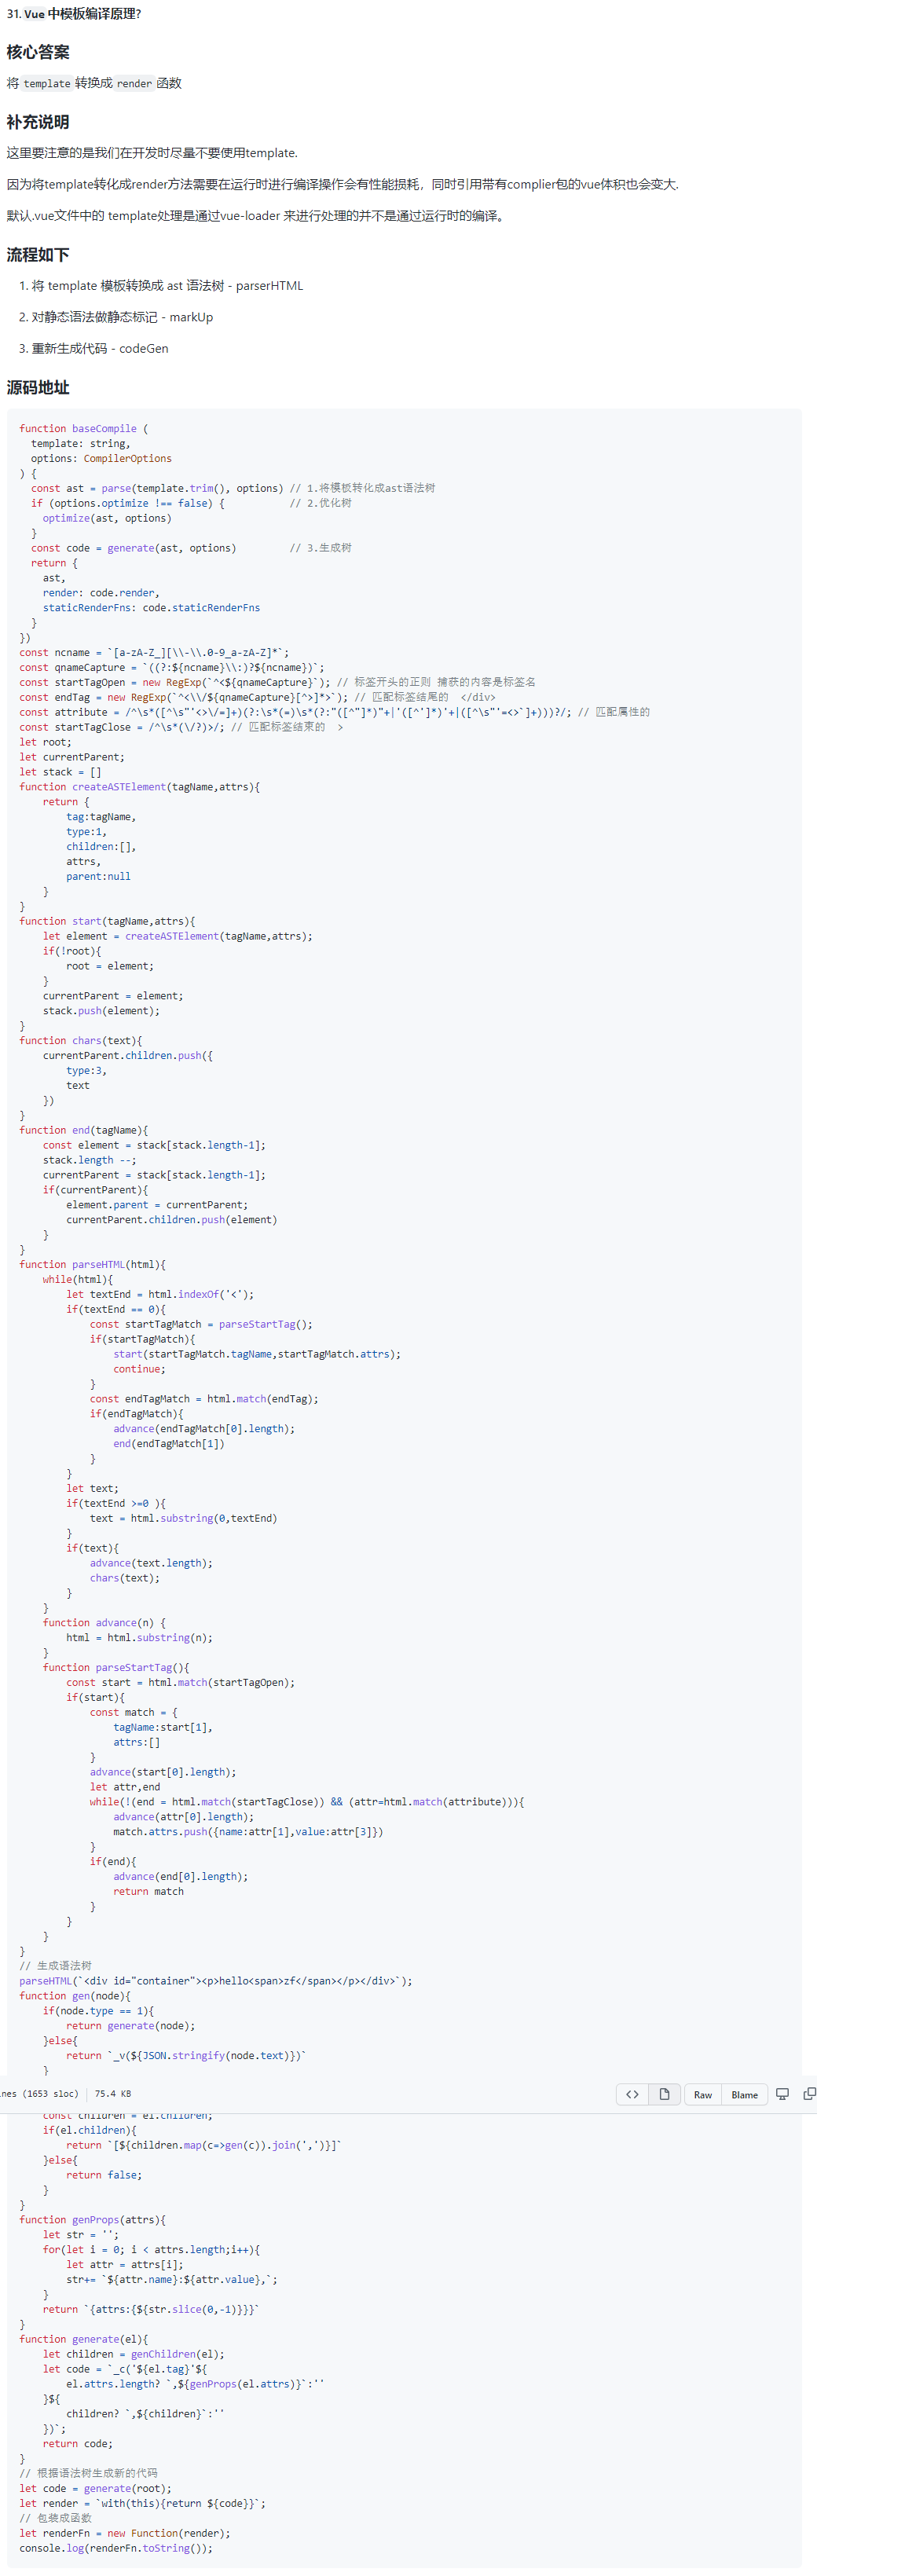 31. Vue 中模板编译原理?
核心答案
将 template 转换成 render 函数
补充说明
这里要注意的是我们在开发时尽量不要使用template.
因为将template转化成render方法需要在运行时进行编译操作会有性能损耗，同时引用带有complier包的vue体积也会变大.
默认.vue文件中的 template处理是通过vue-loader 来进行处理的并不是通过运行时的编译。
流程如下
1. 将 template 模板转换成 ast 语法树 - parserHTML
2. 对静态语法做静态标记 - markUp
3. 重新生成代码 - codeGen
源码地址
function baseCompile (
  template: string,
  options: CompilerOptions
) {
  const ast = parse(template.trim(), options) // 1.将模板转化成ast语法树
  if (options.optimize !== false) {           // 2.优化树
    optimize(ast, options)
  }
  const code = generate(ast, options)         // 3.生成树
  return {
    ast,
    render: code.render,
    staticRenderFns: code.staticRenderFns
  }
})
const ncname = `[a-zA-Z_][\\-\\.0-9_a-zA-Z]*`;
const qnameCapture = `((?:${ncname}\\:)?${ncname})`;
const startTagOpen = new RegExp(`^<${qnameCapture}`); // 标签开头的正则 捕获的内容是标签名
const endTag = new RegExp(`^<\\/${qnameCapture}[^>]*>`); // 匹配标签结尾的  </div>
const attribute = /^\s*([^\s"'<>\/=]+)(?:\s*(=)\s*(?:"([^"]*)"+|'([^']*)'+|([^\s"'=<>`]+)))?/; // 匹配属性的
const startTagClose = /^\s*(\/?)>/; // 匹配标签结束的  >
let root;
let currentParent;
let stack = []
function createASTElement(tagName,attrs){
    return {
        tag:tagName,
        type:1,
        children:[],
        attrs,
        parent:null
    }
}
function start(tagName,attrs){
    let element = createASTElement(tagName,attrs);
    if(!root){
        root = element;
    }
    currentParent = element;
    stack.push(element);
}
function chars(text){
    currentParent.children.push({
        type:3,
        text
    })
}
function end(tagName){
    const element = stack[stack.length-1];
    stack.length --;
    currentParent = stack[stack.length-1];
    if(currentParent){
        element.parent = currentParent;
        currentParent.children.push(element)
    }
}
function parseHTML(html){
    while(html){
        let textEnd = html.indexOf('<');
        if(textEnd == 0){
            const startTagMatch = parseStartTag();
            if(startTagMatch){
                start(startTagMatch.tagName,startTagMatch.attrs);
                continue;
            }
            const endTagMatch = html.match(endTag);
            if(endTagMatch){
                advance(endTagMatch[0].length);
                end(endTagMatch[1])
            }
        }
        let text;
        if(textEnd >=0 ){
            text = html.substring(0,textEnd)
        }
        if(text){
            advance(text.length);
            chars(text);
        }
    }
    function advance(n) {
        html = html.substring(n);
    }
    function parseStartTag(){
        const start = html.match(startTagOpen);
        if(start){
            const match = {
                tagName:start[1],
                attrs:[]
            }
            advance(start[0].length);
            let attr,end
            while(!(end = html.match(startTagClose)) && (attr=html.match(attribute))){
                advance(attr[0].length);
                match.attrs.push({name:attr[1],value:attr[3]})
            }
            if(end){
                advance(end[0].length);
                return match
            }
        }
    }
}
// 生成语法树
parseHTML(`<div id="container"><p>hello<span>zf</span></p></div>`);
function gen(node){
    if(node.type == 1){
        return generate(node);
    }else{
        return `_v(${JSON.stringify(node.text)})`
    }
nes (1653 sloc) 75.4 KB Raw Blame
    const children = el.children;
    if(el.children){
        return `[${children.map(c=>gen(c)).join(',')}]`
    }else{
        return false;
    }
}
function genProps(attrs){
    let str = '';
    for(let i = 0; i < attrs.length;i++){
        let attr = attrs[i];
        str+= `${attr.name}:${attr.value},`;
    }
    return `{attrs:{${str.slice(0,-1)}}}`
}
function generate(el){
    let children = genChildren(el);
    let code = `_c('${el.tag}'${
        el.attrs.length? `,${genProps(el.attrs)}`:''
    }${
        children? `,${children}`:''
    })`;
    return code;
}
// 根据语法树生成新的代码
let code = generate(root);
let render = `with(this){return ${code}}`;
// 包装成函数
let renderFn = new Function(render);
console.log(renderFn.toString());